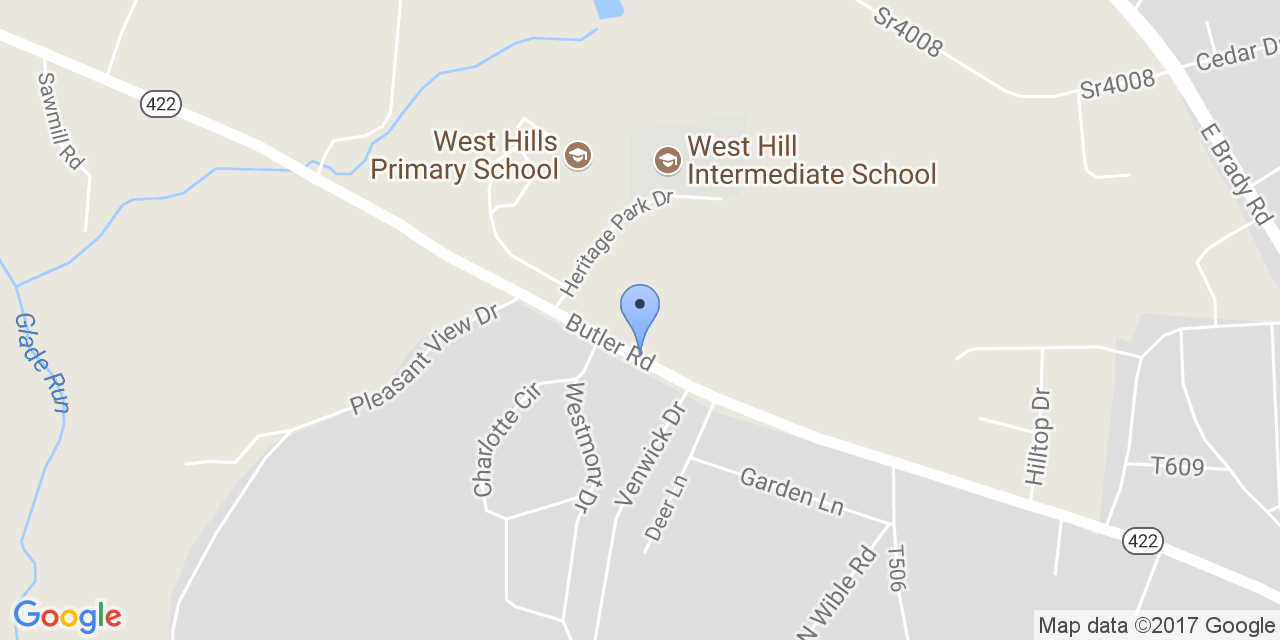 Sr4008
Cedar Dr
Sr4008
Sawmill Rd
422
E Brady Rd
West Hills
Primary School
West Hill
Intermediate School
Heritage Park Dr
Glade Run
Pleasant View Dr
Butler Rd
Charlotte Cir
Westmont Dr
Venwick Dr
Hilltop Dr
T609
Garden Ln
Deer Ln
422
T506
N Wible Rd
Google
Map data ©2017 Google